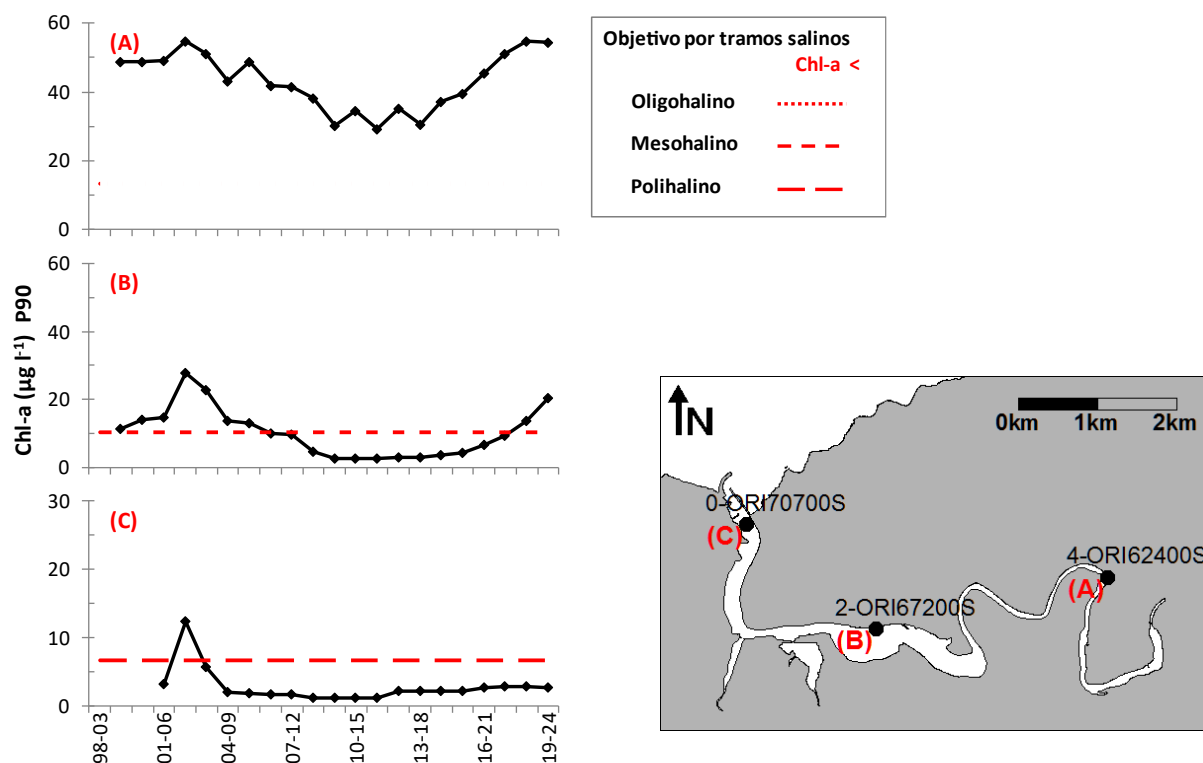 60
40
20
0
(A)
60
40
20
0
(B)
30
20
10
0
(C)
Chl-a (µg l-1) P90
98-03
01-06
04-09
07-12
10-15
13-18
16-21
19-24
Objetivo por tramos salinos
Chl-a <
Oligohalino
Mesohalino
Polihalino
N
0km 1km 2km
0-ORI70700S
(C)
4-ORI62400S
(A)
2-ORI67200S
(B)